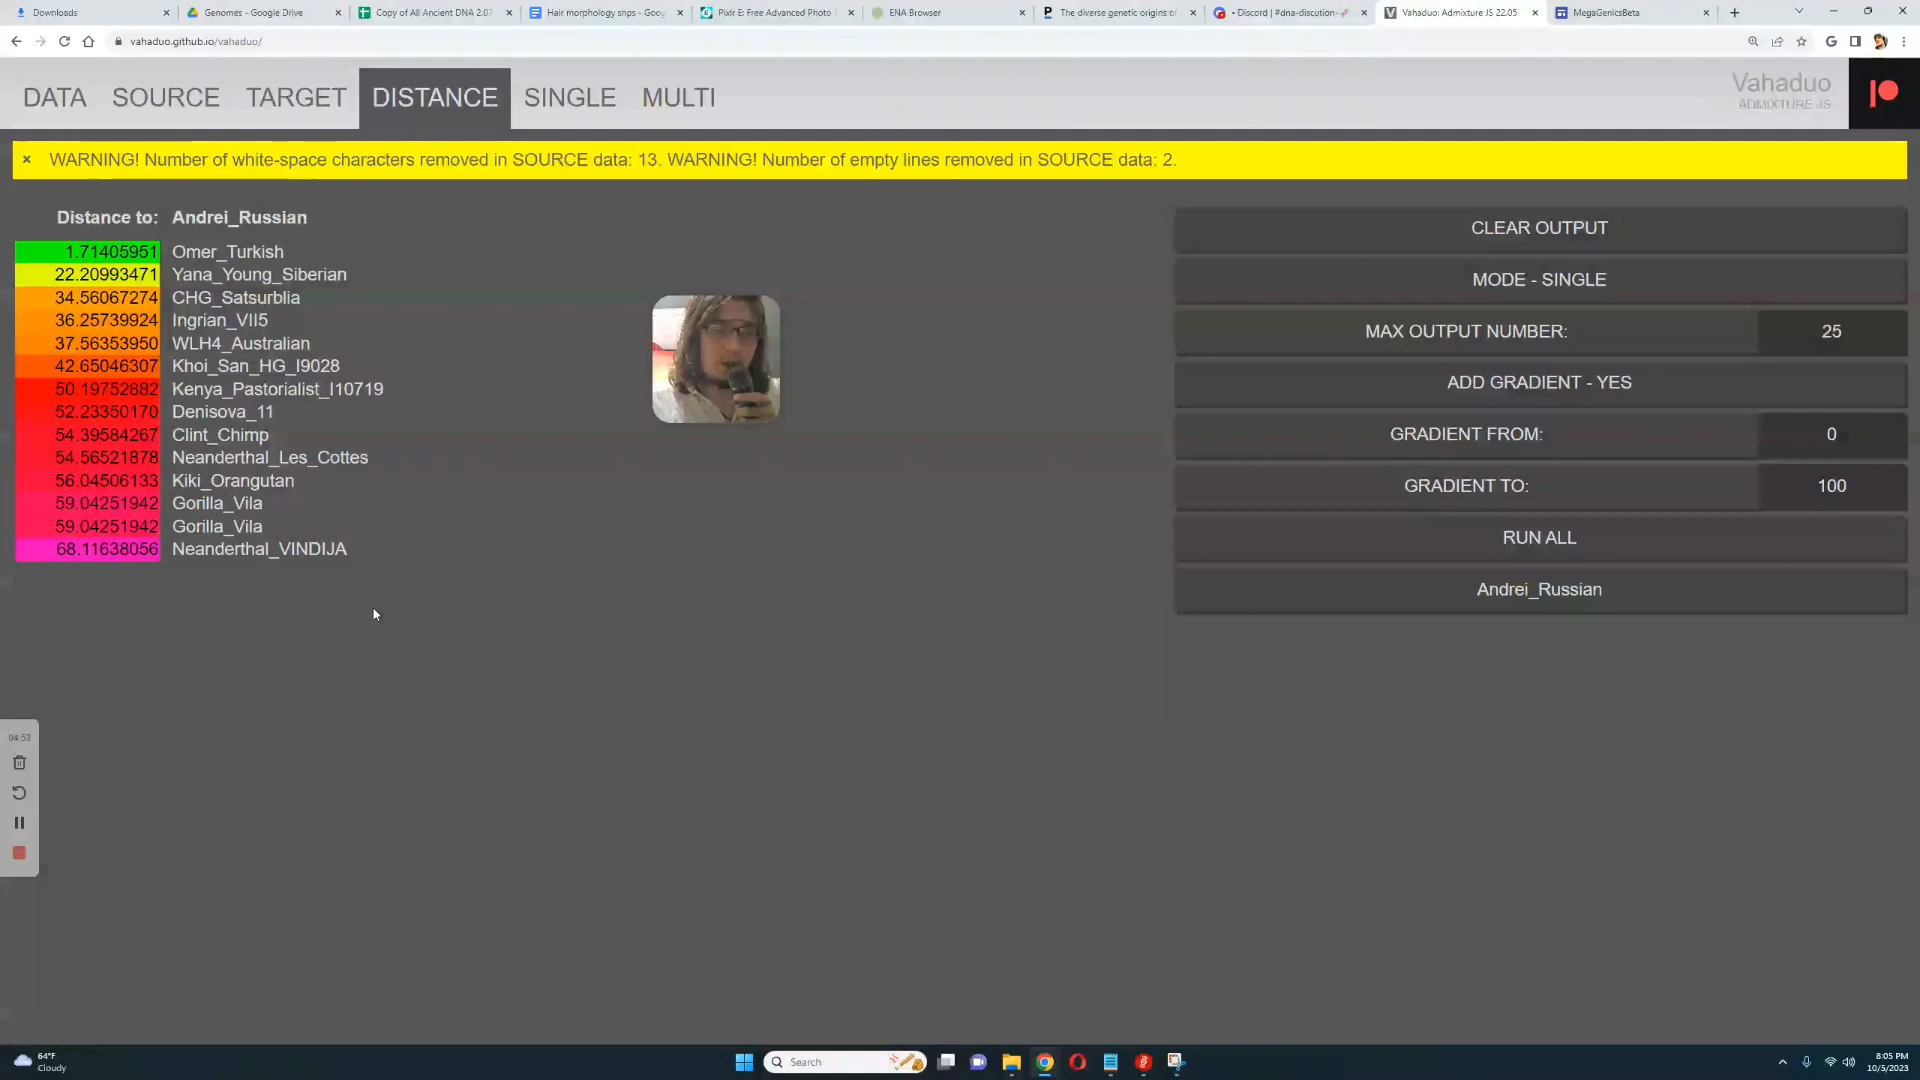 Downloads
Genomes - Google Drive
Copy of All Ancient DNA 2.07
Hair morphology snps - Goog
Pixlr E: Free Advanced Photo
ENA Browser
The diverse genetic origins of
• Discord | #dna-discution-
Vahaduo: Admixture JS 22.05
MegaGenicsBeta
vahaduo.github.io/vahaduo/
DATA SOURCE TARGET DISTANCE SINGLE MULTI
Vahaduo
ADMIXTURE JS
× WARNING! Number of white-space characters removed in SOURCE data: 13. WARNING! Number of empty lines removed in SOURCE data: 2.
Distance to: Andrei_Russian
1.71405951 Omer_Turkish
22.20993471 Yana_Young_Siberian
34.56067274 CHG_Satsurblia
36.25739924 Ingrian_VII5
37.56353950 WLH4_Australian
42.65046307 Khoi_San_HG_I9028
50.19752882 Kenya_Pastorialist_I10719
52.23350170 Denisova_11
54.39584267 Clint_Chimp
54.56521878 Neanderthal_Les_Cottes
56.04506133 Kiki_Orangutan
59.04251942 Gorilla_Vila
59.04251942 Gorilla_Vila
68.11638056 Neanderthal_VINDIJA
CLEAR OUTPUT
MODE - SINGLE
MAX OUTPUT NUMBER: 25
ADD GRADIENT - YES
GRADIENT FROM: 0
GRADIENT TO: 100
RUN ALL
Andrei_Russian
04:53
64°F
Cloudy
Search
8:05 PM
10/5/2023